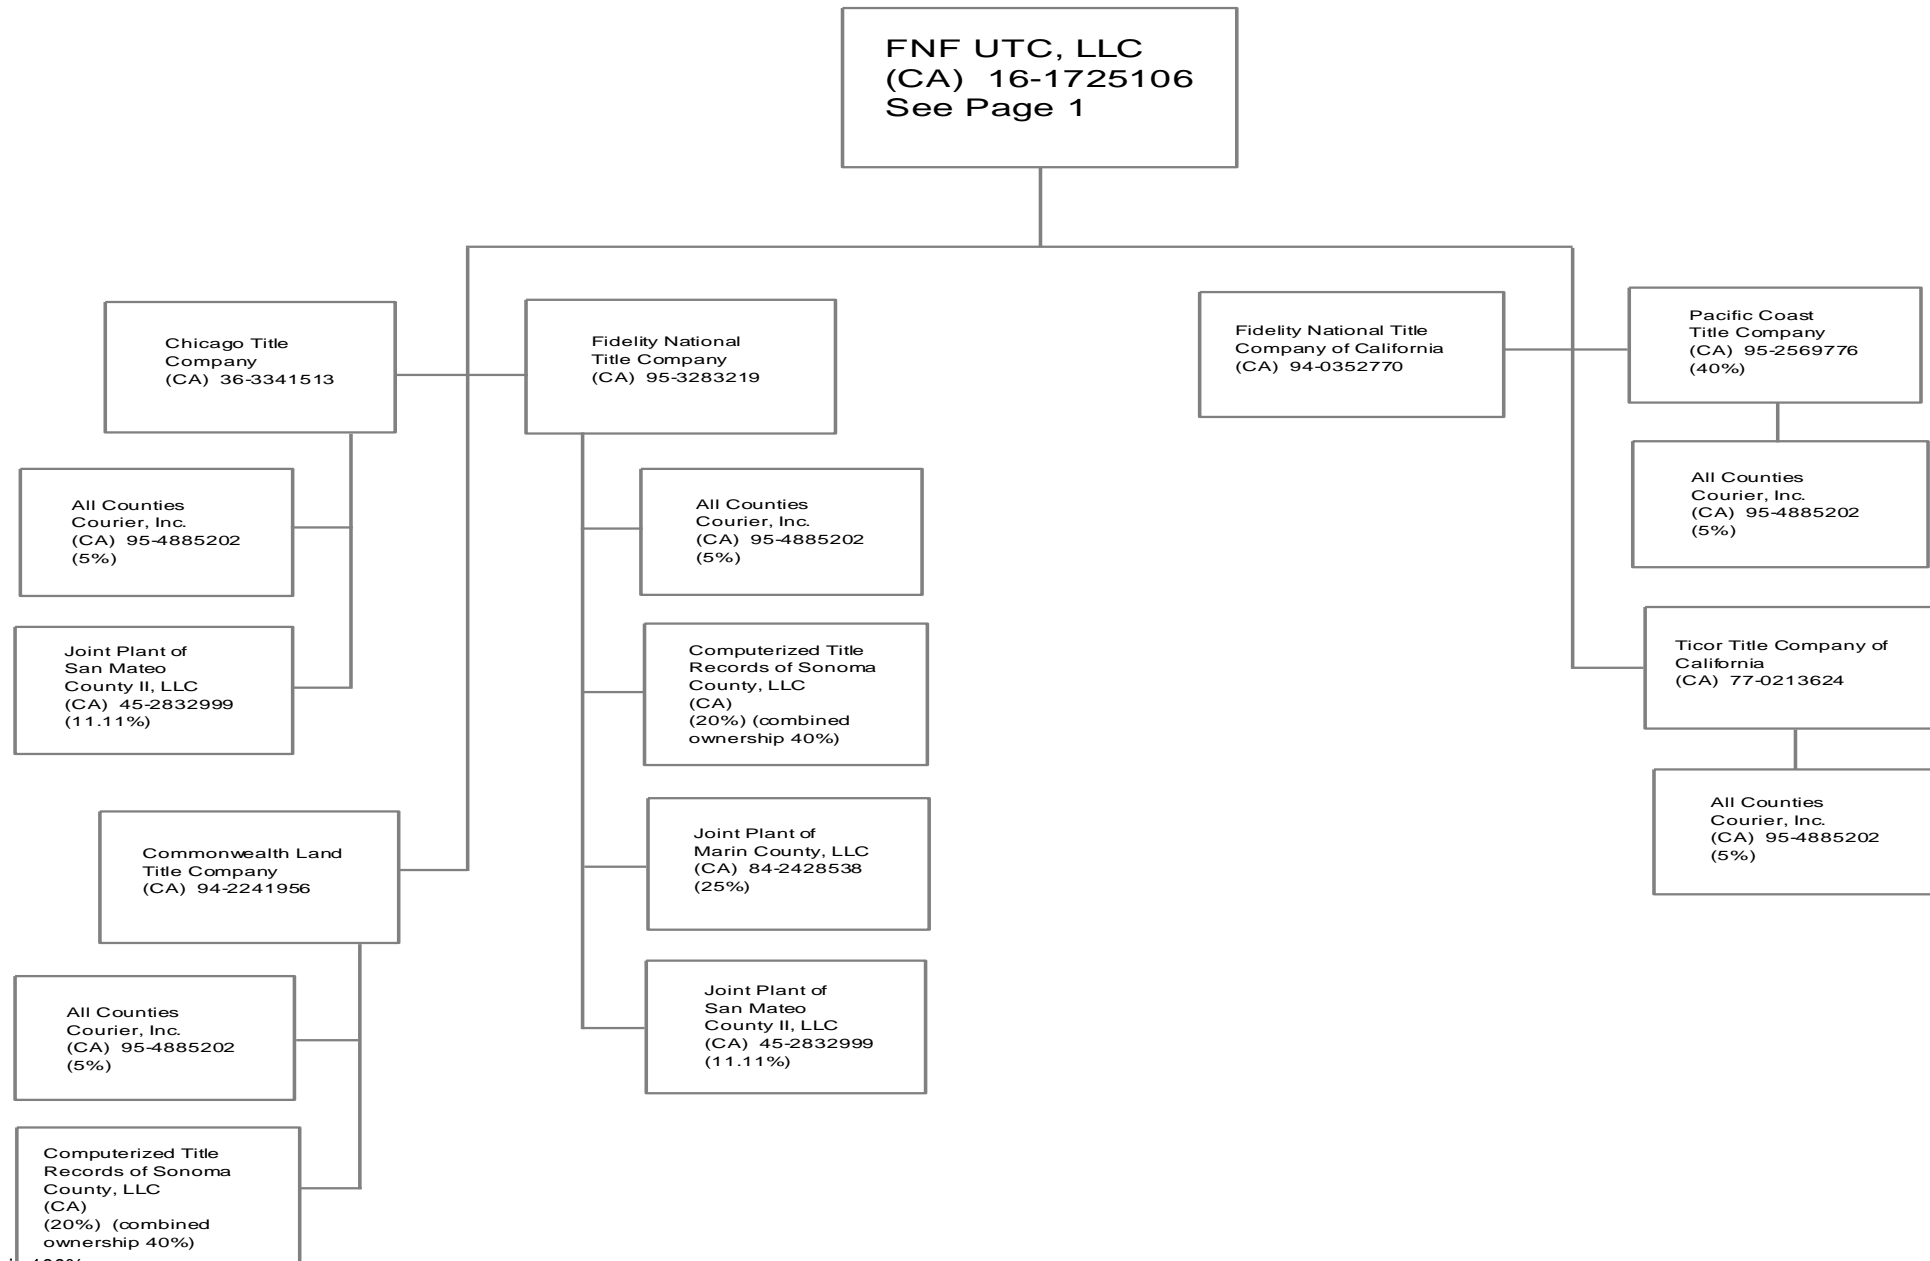 FNF UTC, LLC
(CA) 16-1725106
See Page 1
Chicago Title
Company
(CA) 36-3341513
Fidelity National
Title Company
(CA) 95-3283219
Fidelity National Title
Company of California
(CA) 94-0352770
Pacific Coast
Title Company
(CA) 95-2569776
(40%)
All Counties
Courier, Inc.
(CA) 95-4885202
(5%)
All Counties
Courier, Inc.
(CA) 95-4885202
(5%)
All Counties
Courier, Inc.
(CA) 95-4885202
(5%)
Joint Plant of
San Mateo
County II, LLC
(CA) 45-2832999
(11.11%)
Computerized Title
Records of Sonoma
County, LLC
(CA)
(20%) (combined
ownership 40%)
Ticor Title Company of
California
(CA) 77-0213624
Commonwealth Land
Title Company
(CA) 94-2241956
Joint Plant of
Marin County, LLC
(CA) 84-2428538
(25%)
All Counties
Courier, Inc.
(CA) 95-4885202
(5%)
All Counties
Courier, Inc.
(CA) 95-4885202
(5%)
Joint Plant of
San Mateo
County II, LLC
(CA) 45-2832999
(11.11%)
Computerized Title
Records of Sonoma
County, LLC
(CA)
(20%) (combined
ownership 40%)